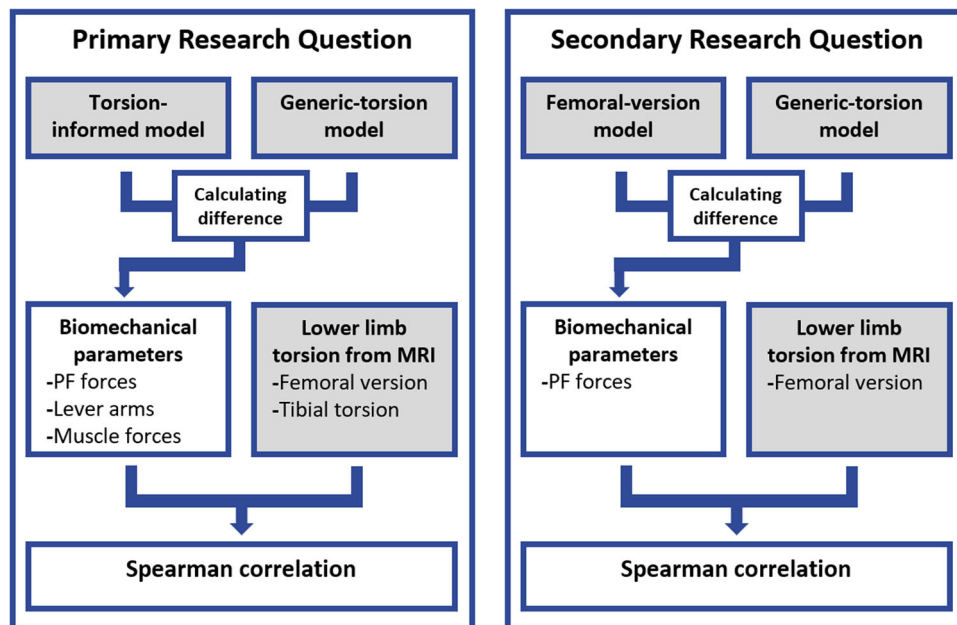 Primary Research Question
Torsion-
informed model
Generic-torsion
model
Calculating
difference
Biomechanical
parameters
-PF forces
-Lever arms
-Muscle forces
Lower limb
torsion from MRI
-Femoral version
-Tibial torsion
Spearman correlation
Secondary Research Question
Femoral-version
model
Generic-torsion
model
Calculating
difference
Biomechanical
parameters
-PF forces
Lower limb
torsion from MRI
-Femoral version
Spearman correlation